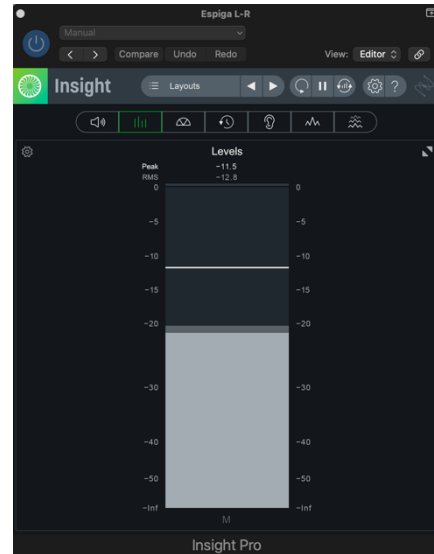 Espiga L-R
Manual
Compare Undo Redo View: Editor
Insight Layouts ?
Levels
Peak -11.5
RMS -12.8
0 0
-5 -5
-10 -10
-15 -15
-20 -20
-30 -30
-40 -40
-50 -50
-Inf -Inf
M
Insight Pro